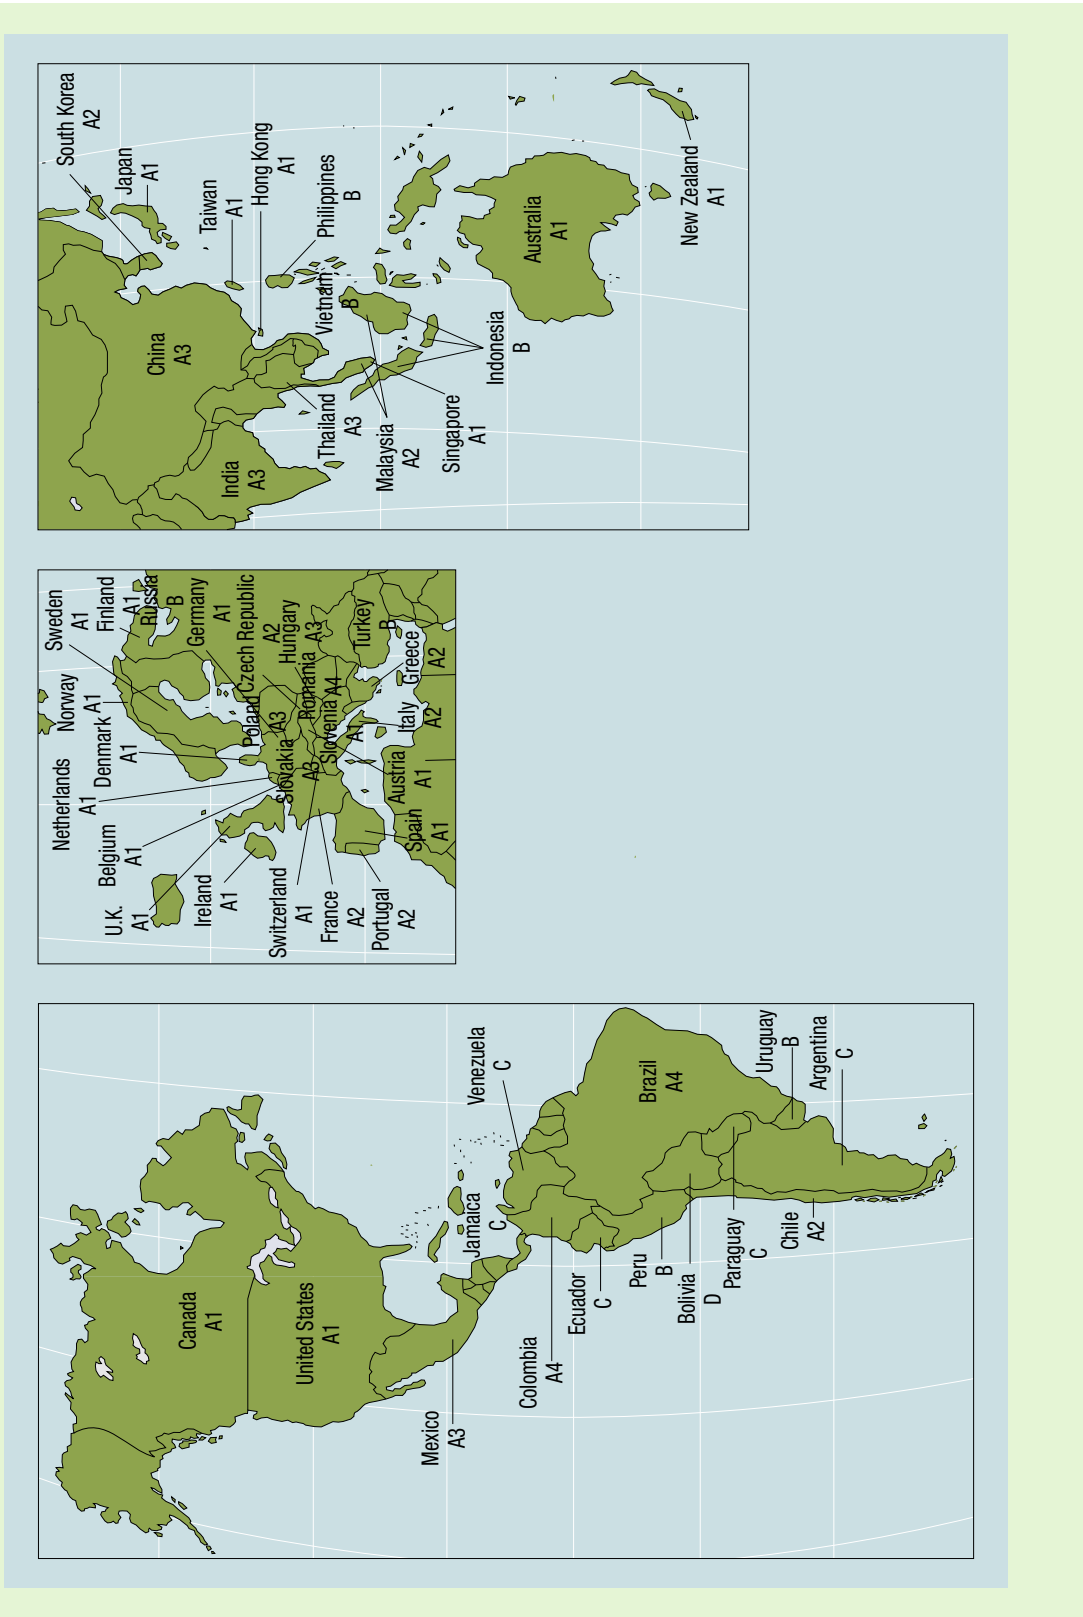 Canada
A1
United States
A1
Mexico
A3
Jamaica
C
Venezuela
C
Colombia
A4
Ecuador
C
Peru
B
Bolivia
D
Paraguay
C
Chile
A2
Brazil
A4
Uruguay
B
Argentina
C
Sweden
A1
Finland
A1
Russia
B
Norway
A1
Denmark
A1
Netherlands
A1
Belgium
A1
U.K.
A1
Ireland
A1
Switzerland
A1
France
A2
Portugal
A2
Germany
A1
Czech Republic
A2
Hungary
A3
Poland
A3
Romania
A4
Slovakia
A3
Slovenia
A1
Turkey
B
Greece
A2
Italy
A2
Austria
A1
Spain
A1
South Korea
A2
Japan
A1
Taiwan
A1
Hong Kong
A1
Philippines
B
China
A3
Vietnam
B
India
A3
Thailand
A3
Malaysia
A2
Singapore
A1
Indonesia
B
Australia
A1
New Zealand
A1